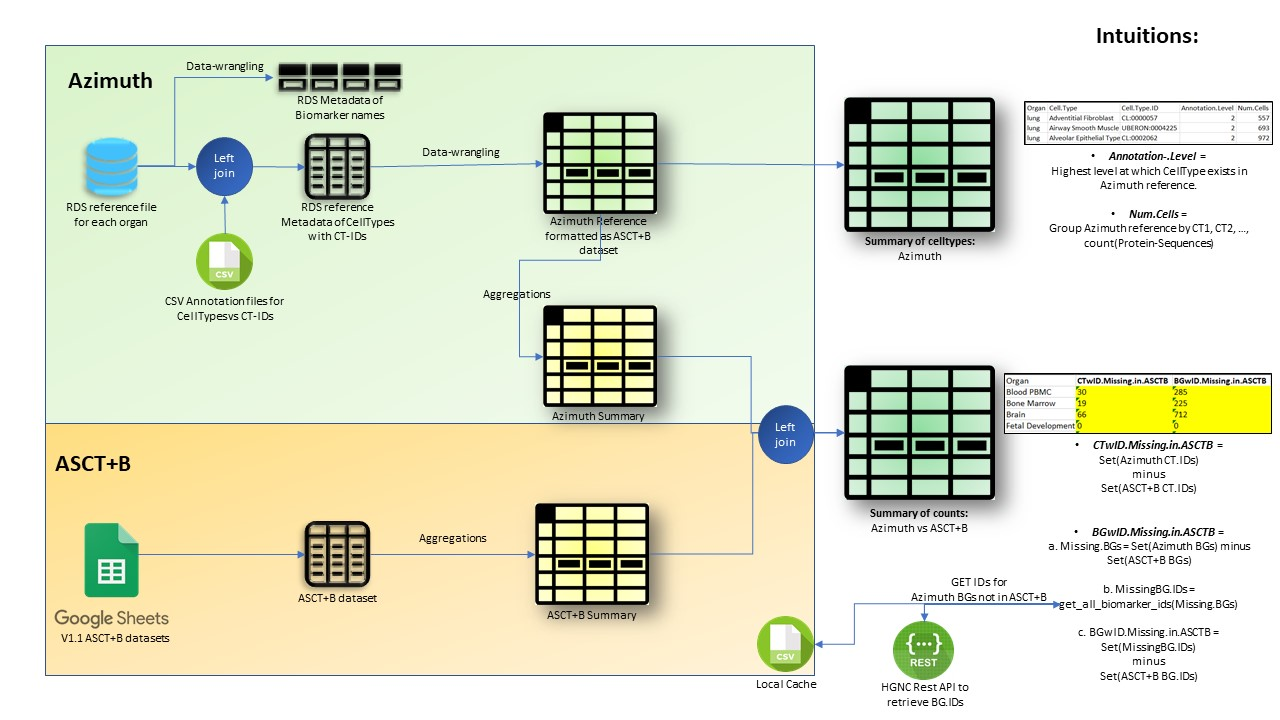 Intuitions:
Azimuth
Data-wrangling
RDS Metadata of
Biomarker names
Left
join
RDS reference file
for each organ
CSV
CSV Annotation files for
CellTypes vs CT-IDs
RDS reference
Metadata of CellTypes
with CT-IDs
Data-wrangling
Azimuth Reference
formatted as ASCT+B
dataset
Aggregations
Azimuth Summary
Summary of celltypes:
Azimuth
Organ Cell.Type Cell.Type.ID Annotation.Level Num.Cells
lung Adventitial Fibroblast CL:0000057 2 557
lung Airway Smooth Muscle UBERON:0004225 2 693
lung Alveolar Epithelial Type CL:0002062 2 972
• Annotation-.Level =
Highest level at which CellType exists in
Azimuth reference.
• Num.Cells =
Group Azimuth reference by CT1, CT2, ...,
count(Protein-Sequences)
ASCT+B
Google Sheets
V1.1 ASCT+B datasets
ASCT+B dataset
Aggregations
ASCT+B Summary
Left
join
Summary of counts:
Azimuth vs ASCT+B
Organ CTwID.Missing.in.ASCTB BGwID.Missing.in.ASCTB
Blood PBMC 30 285
Bone Marrow 19 225
Brain 66 712
Fetal Development 0 0
• CTwID.Missing.in.ASCTB =
Set(Azimuth CT.IDs)
minus
Set(ASCT+B CT.IDs)
• BGwID.Missing.in.ASCTB =
a. Missing.BGs = Set(Azimuth BGs) minus
Set(ASCT+B BGs)
b. MissingBG.IDs =
get_all_biomarker_ids(Missing.BGs)
c. BGwID.Missing.in.ASCTB =
Set(MissingBG.IDs)
minus
Set(ASCT+B BG.IDs)
GET IDs for
Azimuth BGs not in ASCT+B
CSV
Local Cache
{···}
REST
HGNC Rest API to
retrieve BG.IDs